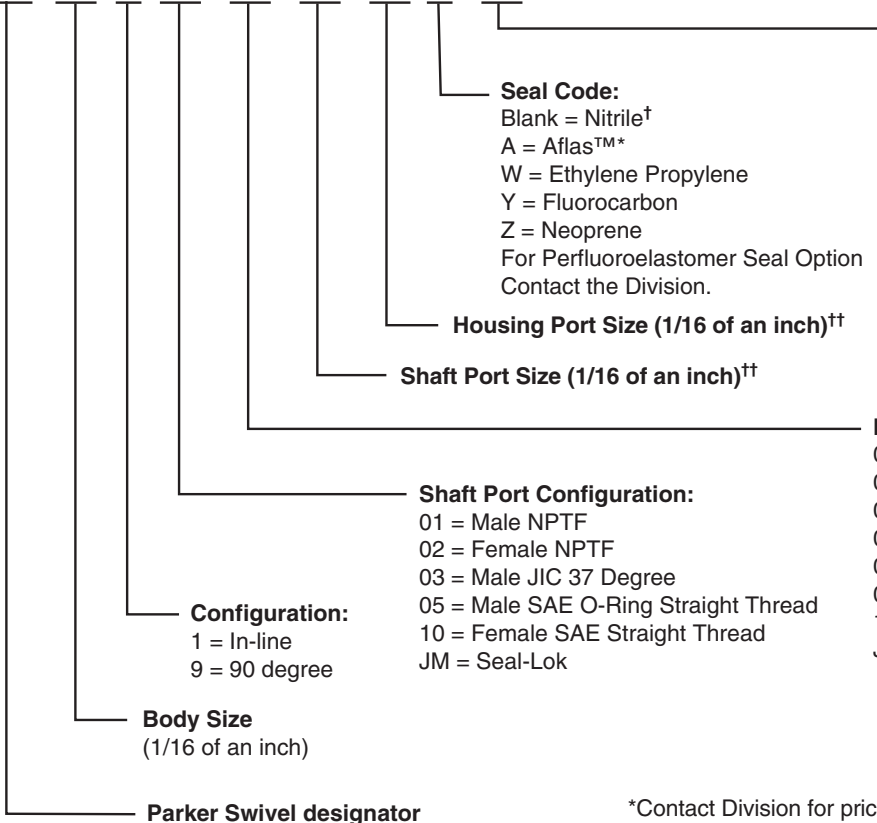 Seal Code:
Blank = Nitrile†
A = Aflas™*
W = Ethylene Propylene
Y = Fluorocarbon
Z = Neoprene
For Perfluoroelastomer Seal Option
Contact the Division.
Housing Port Size (1/16 of an inch)††
Shaft Port Size (1/16 of an inch)††
Shaft Port Configuration:
01 = Male NPTF
02 = Female NPTF
03 = Male JIC 37 Degree
05 = Male SAE O-Ring Straight Thread
10 = Female SAE Straight Thread
JM = Seal-Lok
Configuration:
1 = In-line
9 = 90 degree
Body Size
(1/16 of an inch)
Parker Swivel designator
*Contact Division for